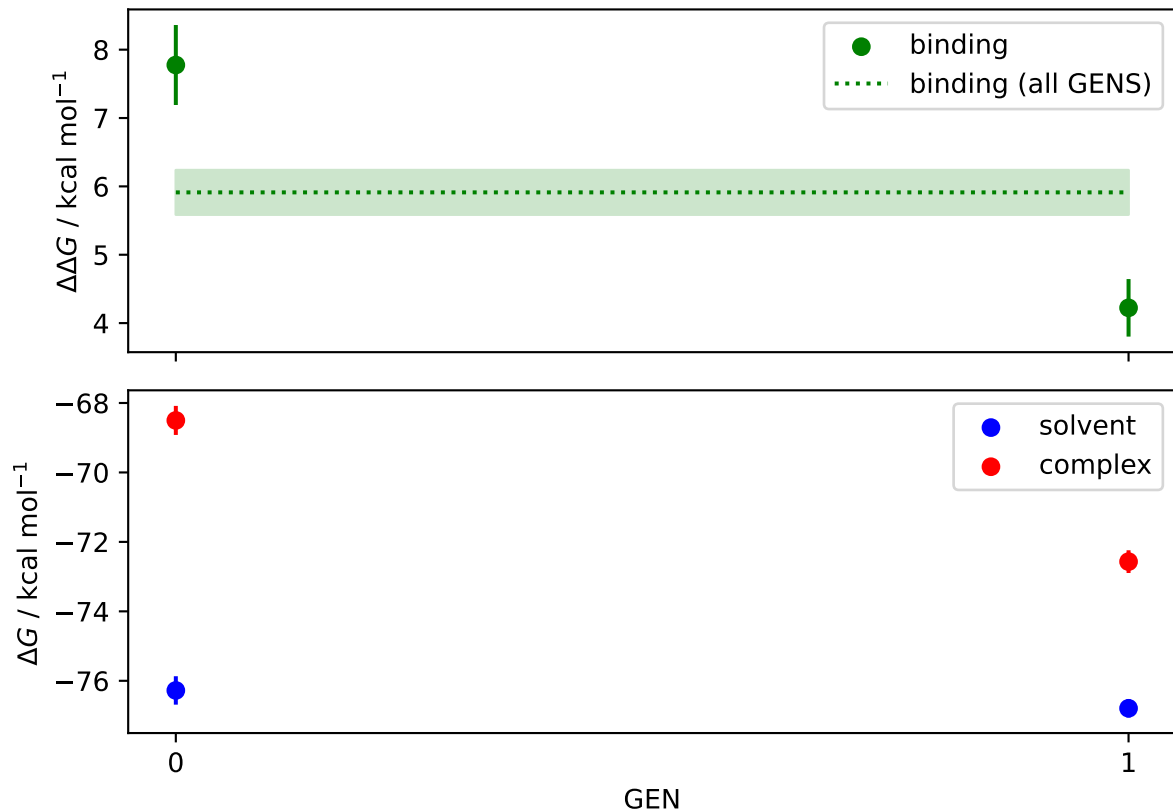 8
7
6
5
4
ΔΔG / kcal mol⁻¹
binding
binding (all GENS)
−68
−70
−72
−74
−76
ΔG / kcal mol⁻¹
solvent
complex
0
1
GEN